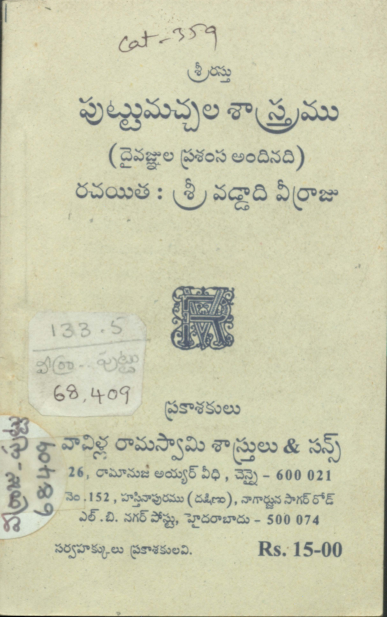 cat - 359
శ్రీరస్తు
పుట్టుమచ్చల శాస్త్రము
(దైవజ్ఞుల ప్రశంస అందినది)
రచయిత : శ్రీ వడ్డాది వీర్రాజు
133.5
వీరా.. పుట్టు
68,409
వీర్రాజు-పుట్టు
68409
ప్రకాశకులు
వావిళ్ల రామస్వామి శాస్త్రులు & సన్స్
26, రామానుజ అయ్యర్ వీధి, చెన్నై - 600 021
నెం.152, హస్తినాపురము (దక్షిణం), నాగార్జున సాగర్ రోడ్
ఎల్.బి. నగర్ పోస్టు, హైదరాబాదు - 500 074
సర్వహక్కులు ప్రకాశకులవి. Rs. 15-00